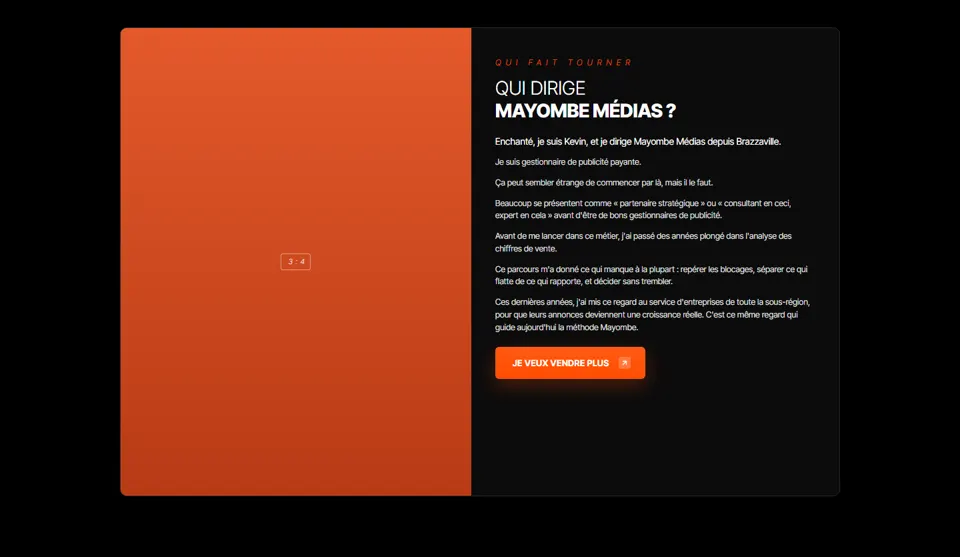 3 : 4
QUI FAIT TOURNER
QUI DIRIGE
MAYOMBE MÉDIAS ?
Enchanté, je suis Kevin, et je dirige Mayombe Médias depuis Brazzaville.
Je suis gestionnaire de publicité payante.
Ça peut sembler étrange de commencer par là, mais il le faut.
Beaucoup se présentent comme « partenaire stratégique » ou « consultant en ceci,
expert en cela » avant d'être de bons gestionnaires de publicité.
Avant de me lancer dans ce métier, j'ai passé des années plongé dans l'analyse des
chiffres de vente.
Ce parcours m'a donné ce qui manque à la plupart : repérer les blocages, séparer ce qui
flatte de ce qui rapporte, et décider sans trembler.
Ces dernières années, j'ai mis ce regard au service d'entreprises de toute la sous-région,
pour que leurs annonces deviennent une croissance réelle. C'est ce même regard qui
guide aujourd'hui la méthode Mayombe.
JE VEUX VENDRE PLUS